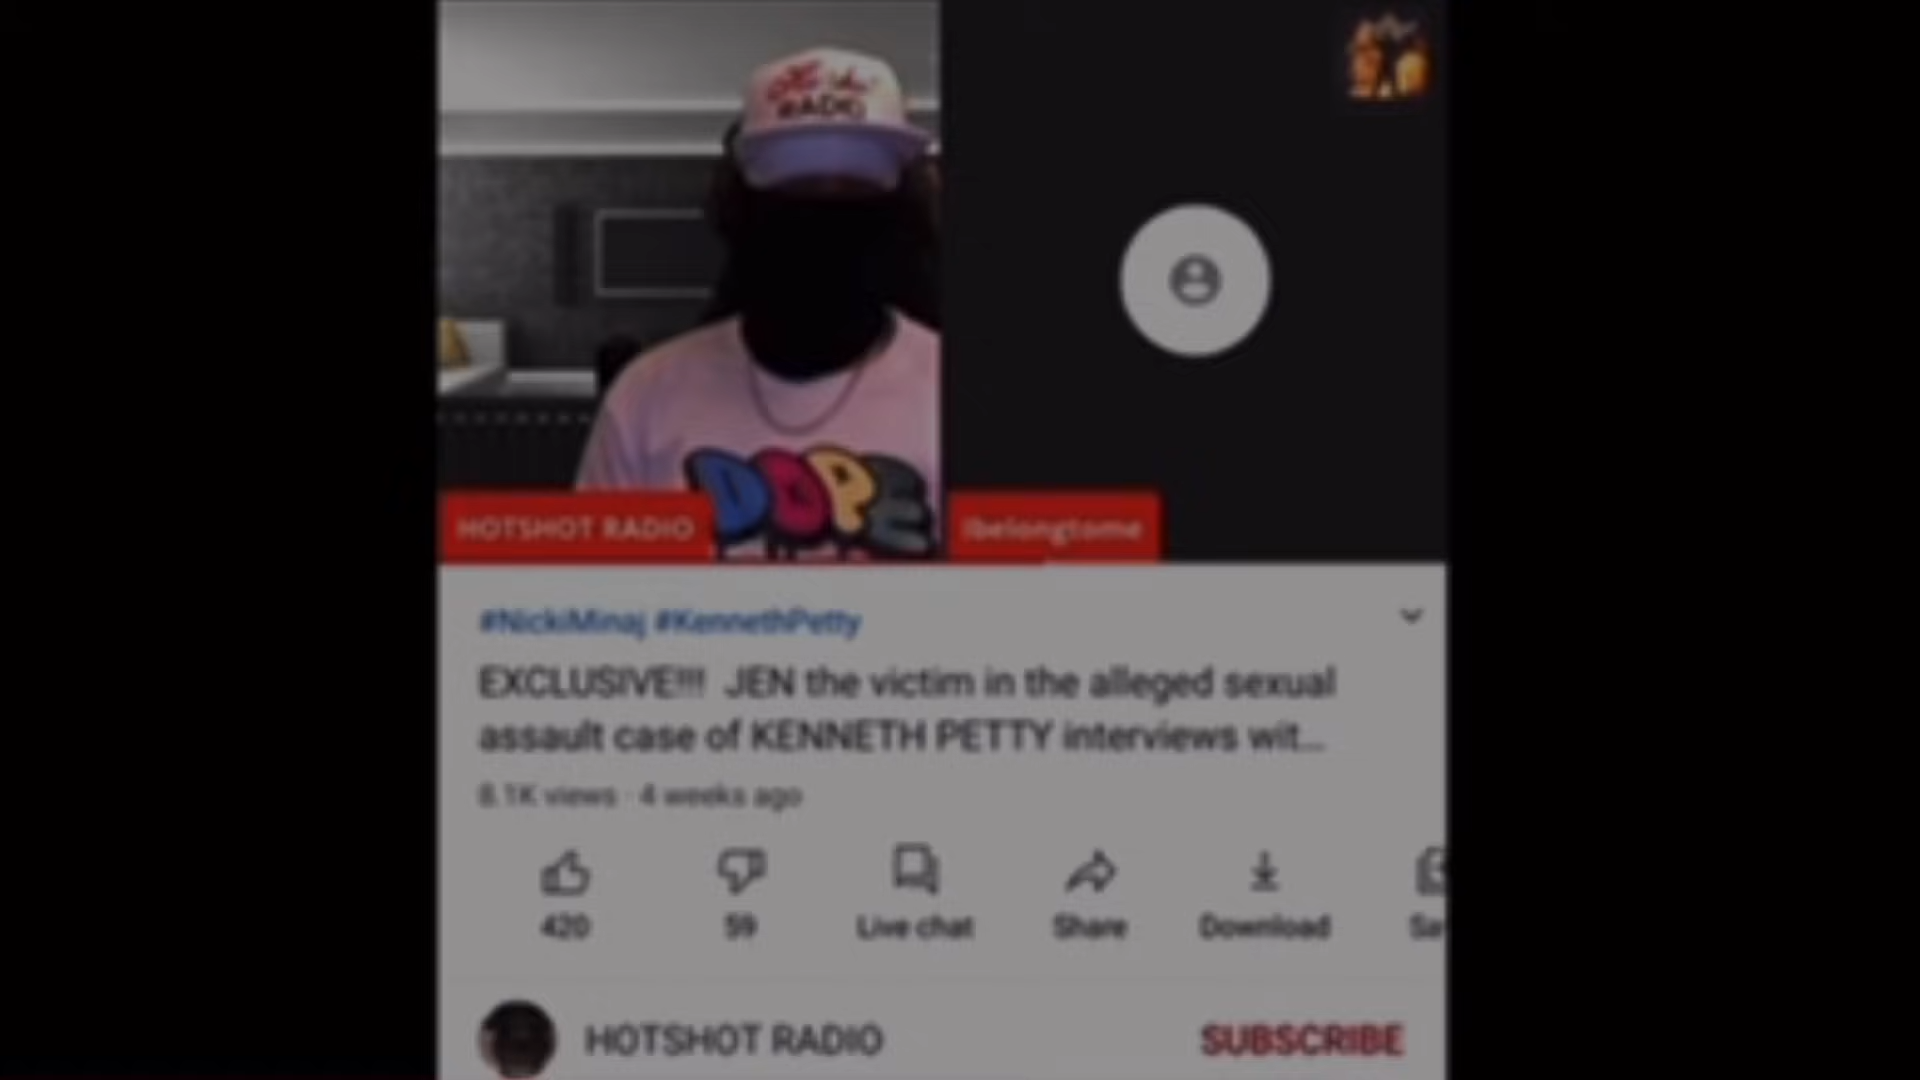 RADIO
DOPE
HOTSHOT RADIO
Ibelongtome
#NickiMinaj #KennethPetty
EXCLUSIVE!!! JEN the victim in the alleged sexual
assault case of KENNETH PETTY interviews wit...
8.1K views · 4 weeks ago
420
59
Live chat
Share
Download
HOTSHOT RADIO
SUBSCRIBE